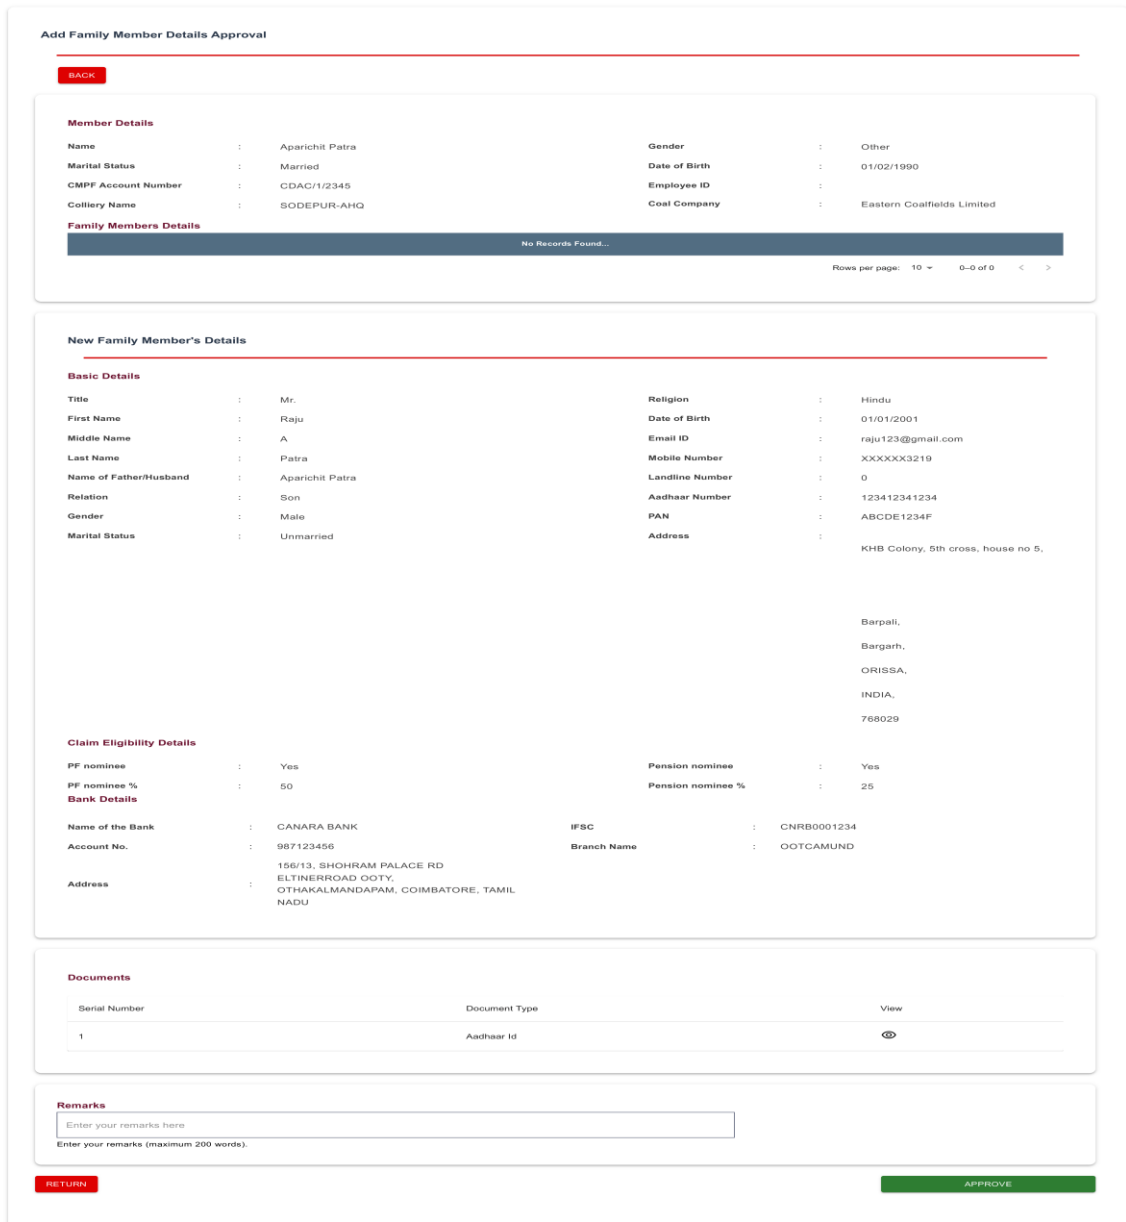 Add Family Member Details Approval
BACK
Member Details
Name : Aparichit Patra Gender : Other
Marital Status : Married Date of Birth : 01/02/1990
CMPF Account Number : CDAC/1/2345 Employee ID :
Colliery Name : SODEPUR-AHQ Coal Company : Eastern Coalfields Limited
Family Members Details
No Records Found...
Rows per page: 10 0–0 of 0 < >
New Family Member's Details
Basic Details
Title : Mr. Religion : Hindu
First Name : Raju Date of Birth : 01/01/2001
Middle Name : A Email ID : raju123@gmail.com
Last Name : Patra Mobile Number : XXXXXX3219
Name of Father/Husband : Aparichit Patra Landline Number : 0
Relation : Son Aadhaar Number : 123412341234
Gender : Male PAN : ABCDE1234F
Marital Status : Unmarried Address :
KHB Colony, 5th cross, house no 5,
Barpali,
Bargarh,
ORISSA,
INDIA,
768029
Claim Eligibility Details
PF nominee : Yes Pension nominee : Yes
PF nominee % : 50 Pension nominee % : 25
Bank Details
Name of the Bank : CANARA BANK IFSC : CNRB0001234
Account No. : 987123456 Branch Name : OOTCAMUND
156/13, SHOHRAM PALACE RD
ELTINERROAD OOTY,
Address : OTHAKALMANDAPAM, COIMBATORE, TAMIL
NADU
Documents
Serial Number Document Type View
1 Aadhaar Id
Remarks
Enter your remarks here
Enter your remarks (maximum 200 words).
RETURN APPROVE